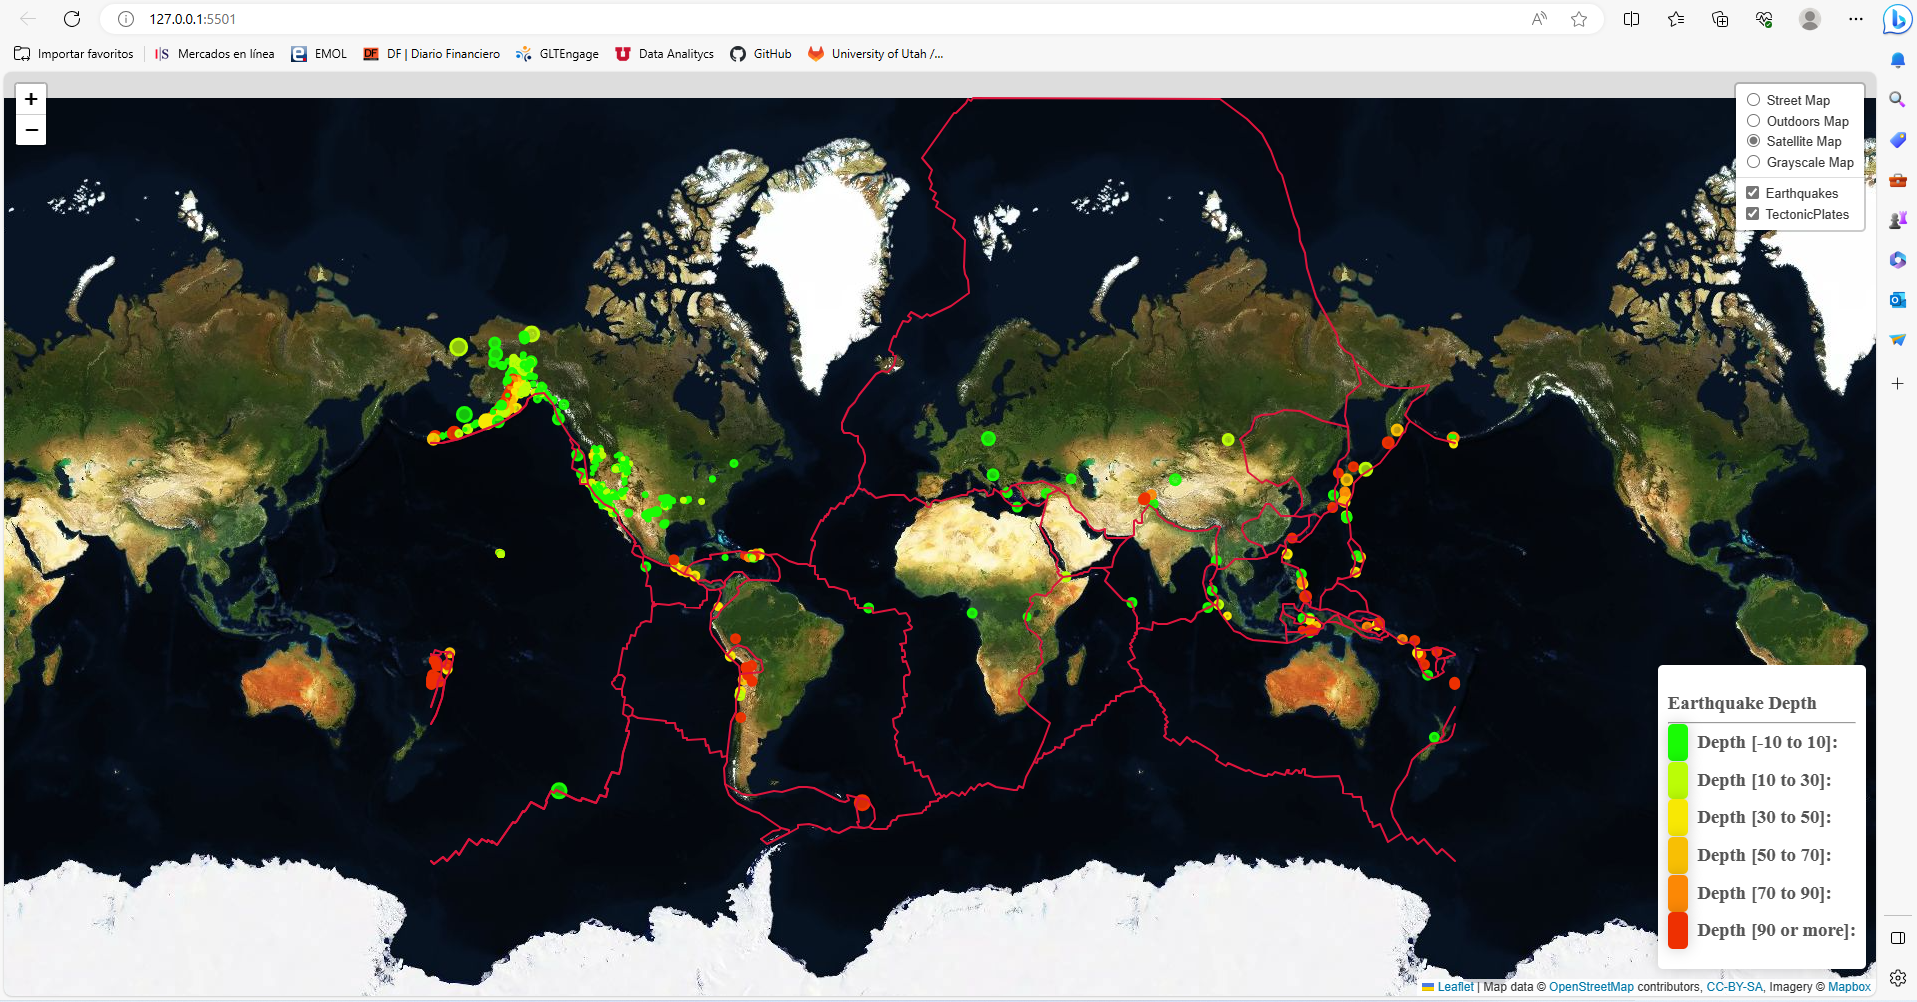 127.0.0.1:5501
Importar favoritos
Mercados en línea
EMOL
DF | Diario Financiero
GLTEngage
Data Analitycs
GitHub
University of Utah /...
+
−
Street Map
Outdoors Map
Satellite Map
Grayscale Map
Earthquakes
TectonicPlates
Earthquake Depth
Depth [-10 to 10]:
Depth [10 to 30]:
Depth [30 to 50]:
Depth [50 to 70]:
Depth [70 to 90]:
Depth [90 or more]:
Leaflet | Map data © OpenStreetMap contributors, CC-BY-SA, Imagery © Mapbox